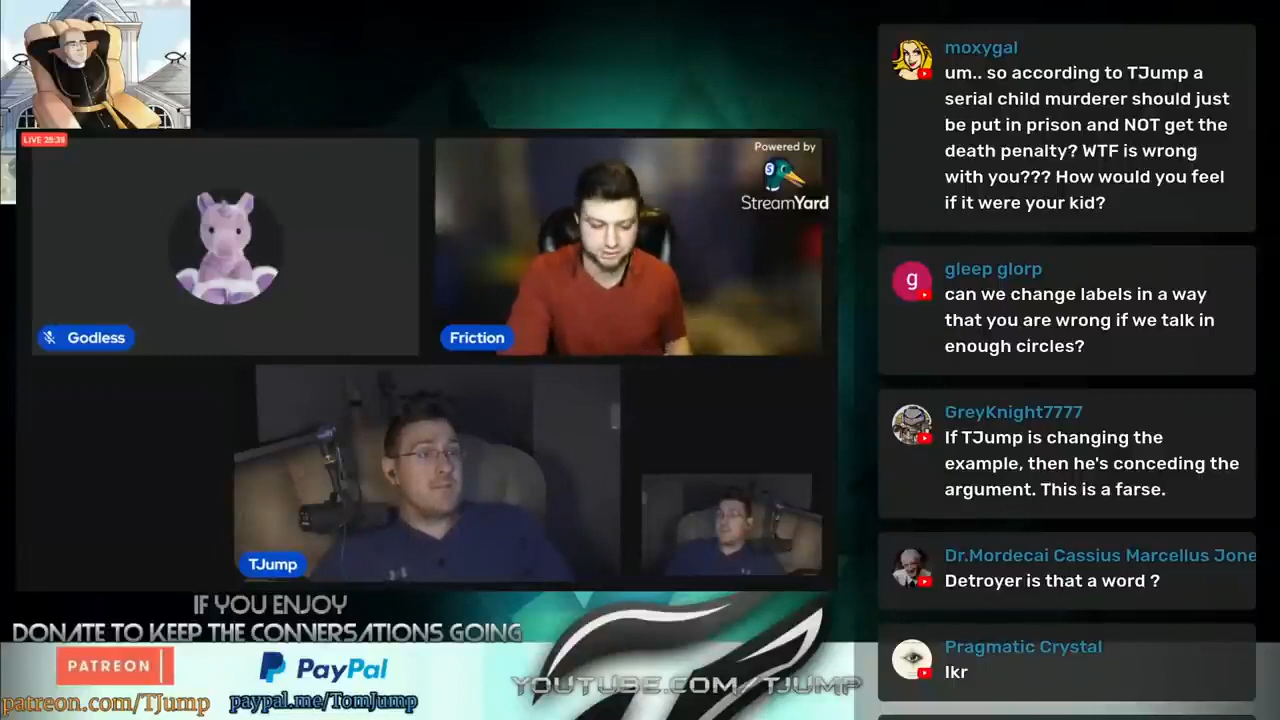 LIVE 25:39
Powered by
StreamYard
Godless
Friction
TJump
IF YOU ENJOY
DONATE TO KEEP THE CONVERSATIONS GOING
PATREON
PayPal
patreon.com/TJump
paypal.me/TomJump
YOUTUBE.COM/TJUMP
moxygal
um.. so according to TJump a
serial child murderer should just
be put in prison and NOT get the
death penalty? WTF is wrong
with you??? How would you feel
if it were your kid?
g
gleep glorp
can we change labels in a way
that you are wrong if we talk in
enough circles?
GreyKnight7777
If TJump is changing the
example, then he's conceding the
argument. This is a farse.
Dr.Mordecai Cassius Marcellus Jone
Detroyer is that a word ?
Pragmatic Crystal
Ikr